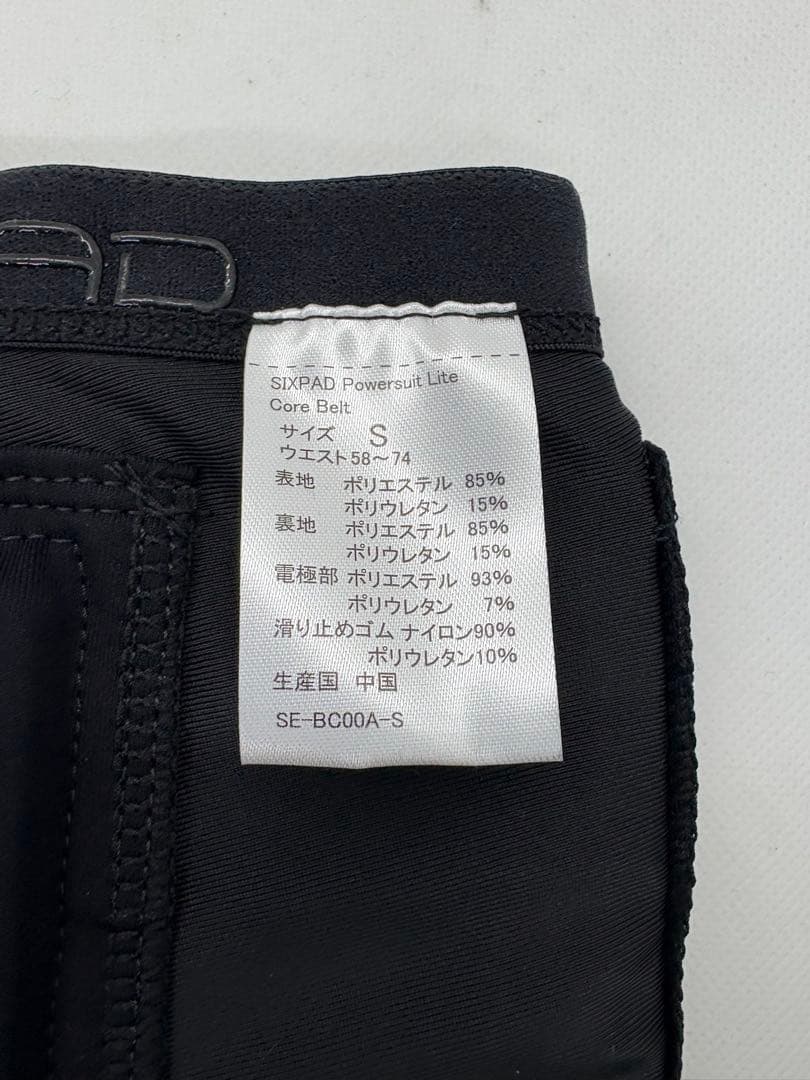 AD
SIXPAD Powersuit Lite
Core Belt
サイズ S
ウエスト58～74
表地 ポリエステル 85%
ポリウレタン 15%
裏地 ポリエステル 85%
ポリウレタン 15%
電極部 ポリエステル 93%
ポリウレタン 7%
滑り止めゴム ナイロン90%
ポリウレタン10%
生産国 中国
SE-BC00A-S